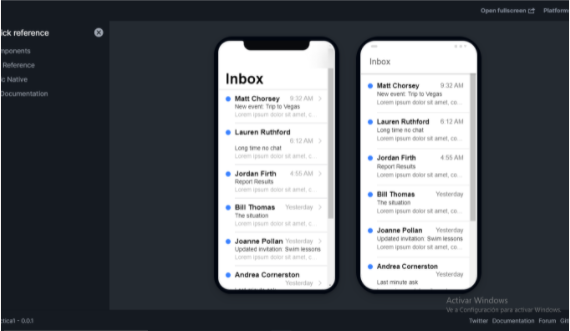 Open fullscreen
Platform
ick reference
nponents
Reference
ic Native
Documentation
Inbox
Matt Chorsey 9:32 AM
New event: Trip to Vegas
Lorem ipsum dolor sit amet, c...
Lauren Ruthford
6:12 AM
Long time no chat
Lorem ipsum dolor sit amet, c...
Jordan Firth 4:55 AM
Report Results
Lorem ipsum dolor sit amet, c...
Bill Thomas Yesterday
The situation
Lorem ipsum dolor sit amet, c...
Joanne Pollan Yesterday
Updated invitation: Swim lessons
Lorem ipsum dolor sit amet, c...
Andrea Cornerston
Yesterday
Inbox
Matt Chorsey 9:32 AM
New event: Trip to Vegas
Lorem ipsum dolor sit amet, co...
Lauren Ruthford 6:12 AM
Long time no chat
Lorem ipsum dolor sit amet, co...
Jordan Firth 4:55 AM
Report Results
Lorem ipsum dolor sit amet, co...
Bill Thomas Yesterday
The situation
Lorem ipsum dolor sit amet, co...
Joanne Pollan Yesterday
Updated invitation: Swim lessons
Lorem ipsum dolor sit amet, co...
Andrea Cornerston
Yesterday
Last minute ask
Activar Windows
Ve a Configuración para activar Windows.
ctica1 - 0.0.1
Twitter Documentation Forum Git